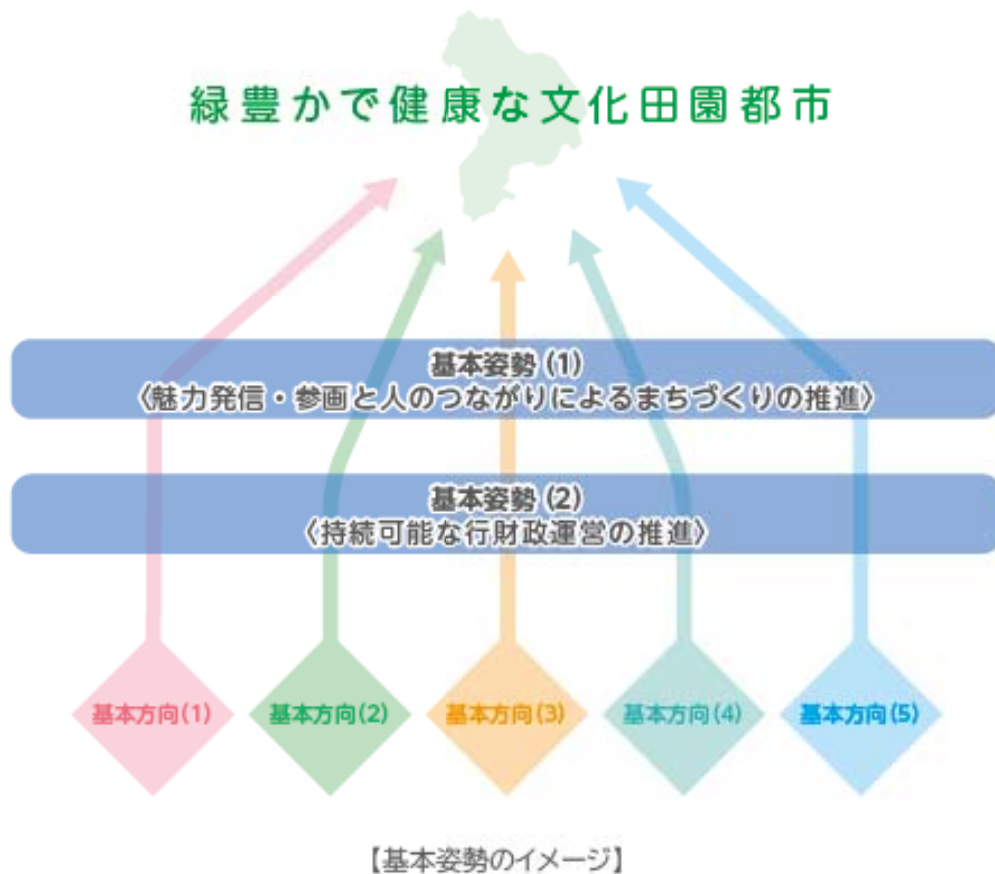 緑豊かで健康な文化田園都市
基本姿勢(1)
〈魅力発信・参画と人のつながりによるまちづくりの推進〉
基本姿勢(2)
〈持続可能な行財政運営の推進〉
基本方向(1)
基本方向(2)
基本方向(3)
基本方向(4)
基本方向(5)
【基本姿勢のイメージ】